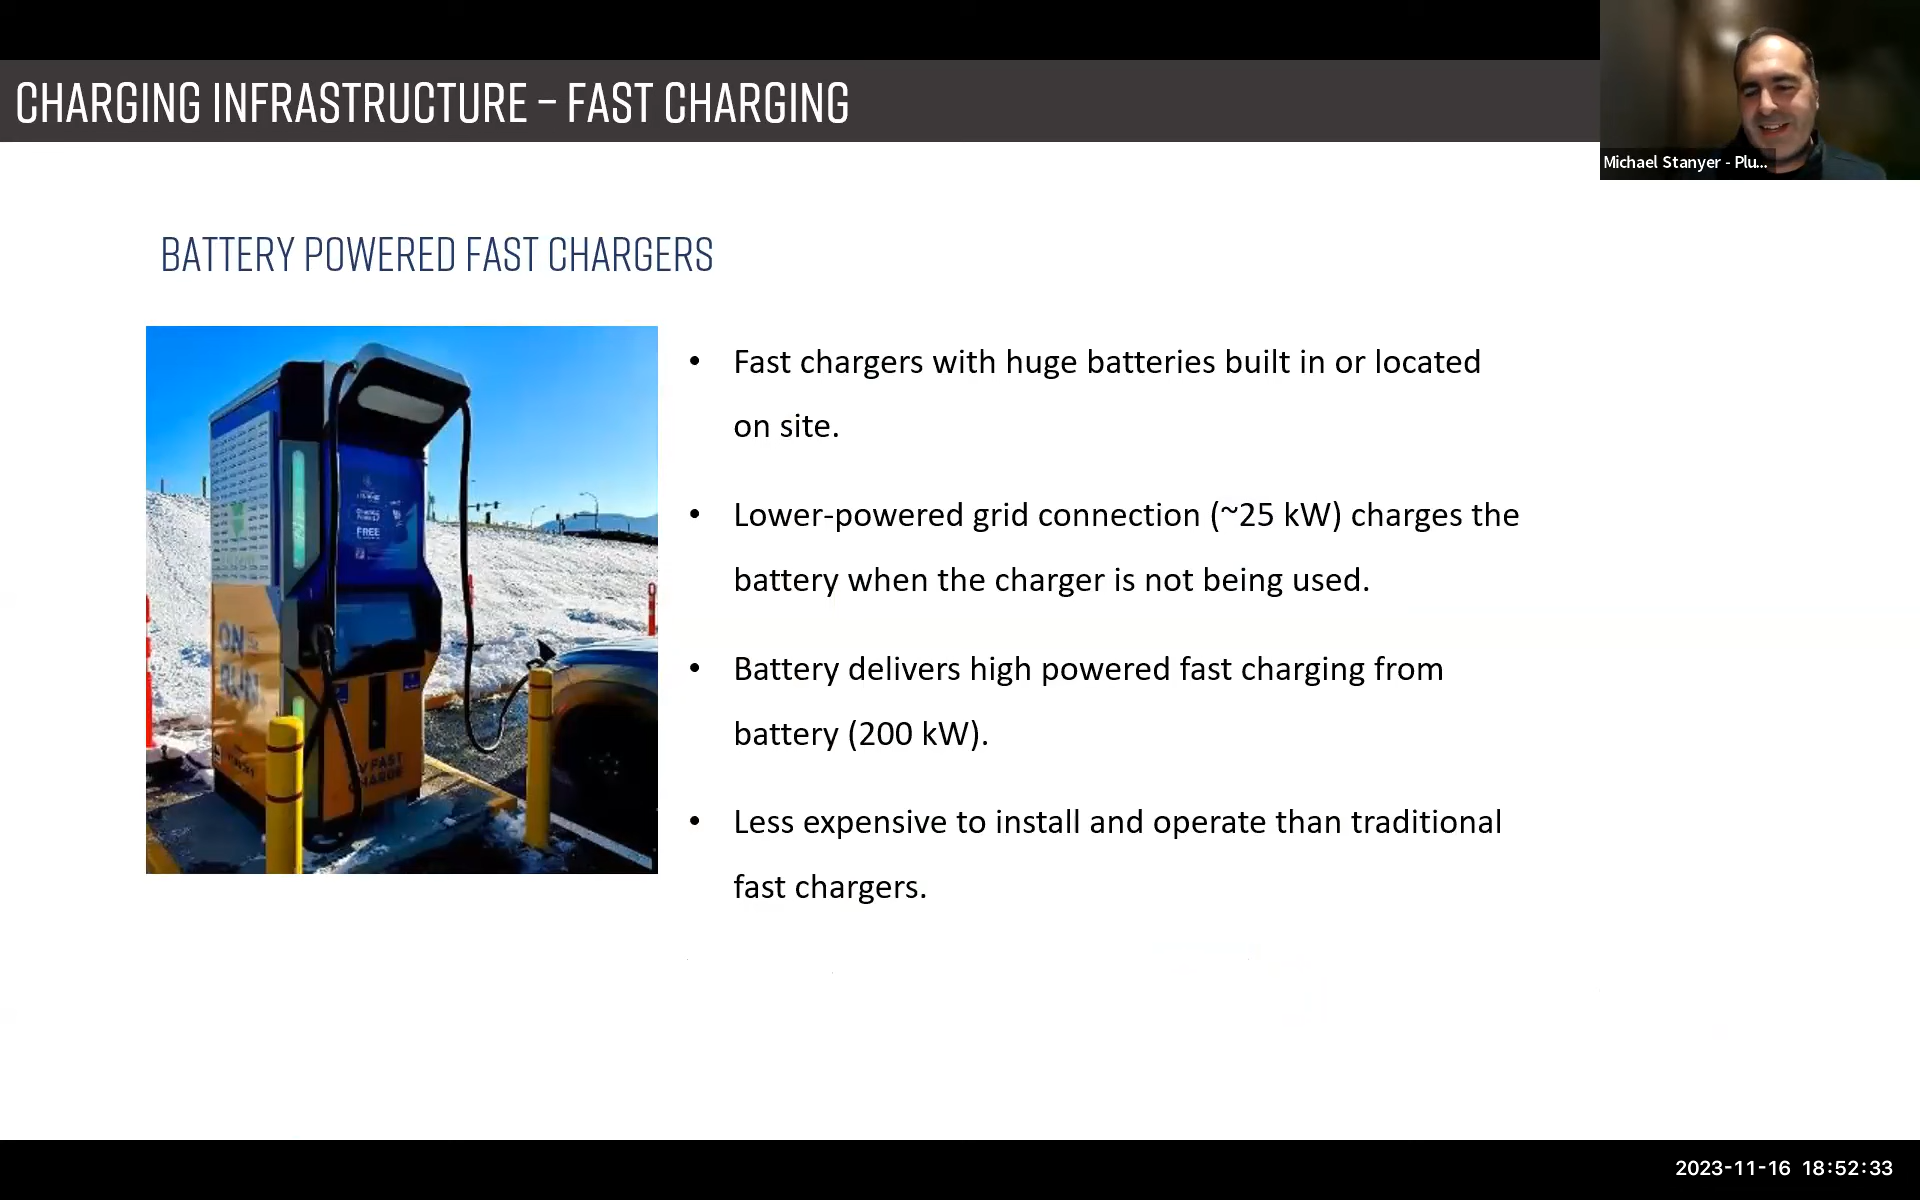 CHARGING INFRASTRUCTURE – FAST CHARGING
Michael Stanyer - Plu...
BATTERY POWERED FAST CHARGERS
• Fast chargers with huge batteries built in or located
on site.
• Lower-powered grid connection (~25 kW) charges the
battery when the charger is not being used.
• Battery delivers high powered fast charging from
battery (200 kW).
• Less expensive to install and operate than traditional
fast chargers.
FREE
ON
RUN
FAST
2023-11-16 18:52:33